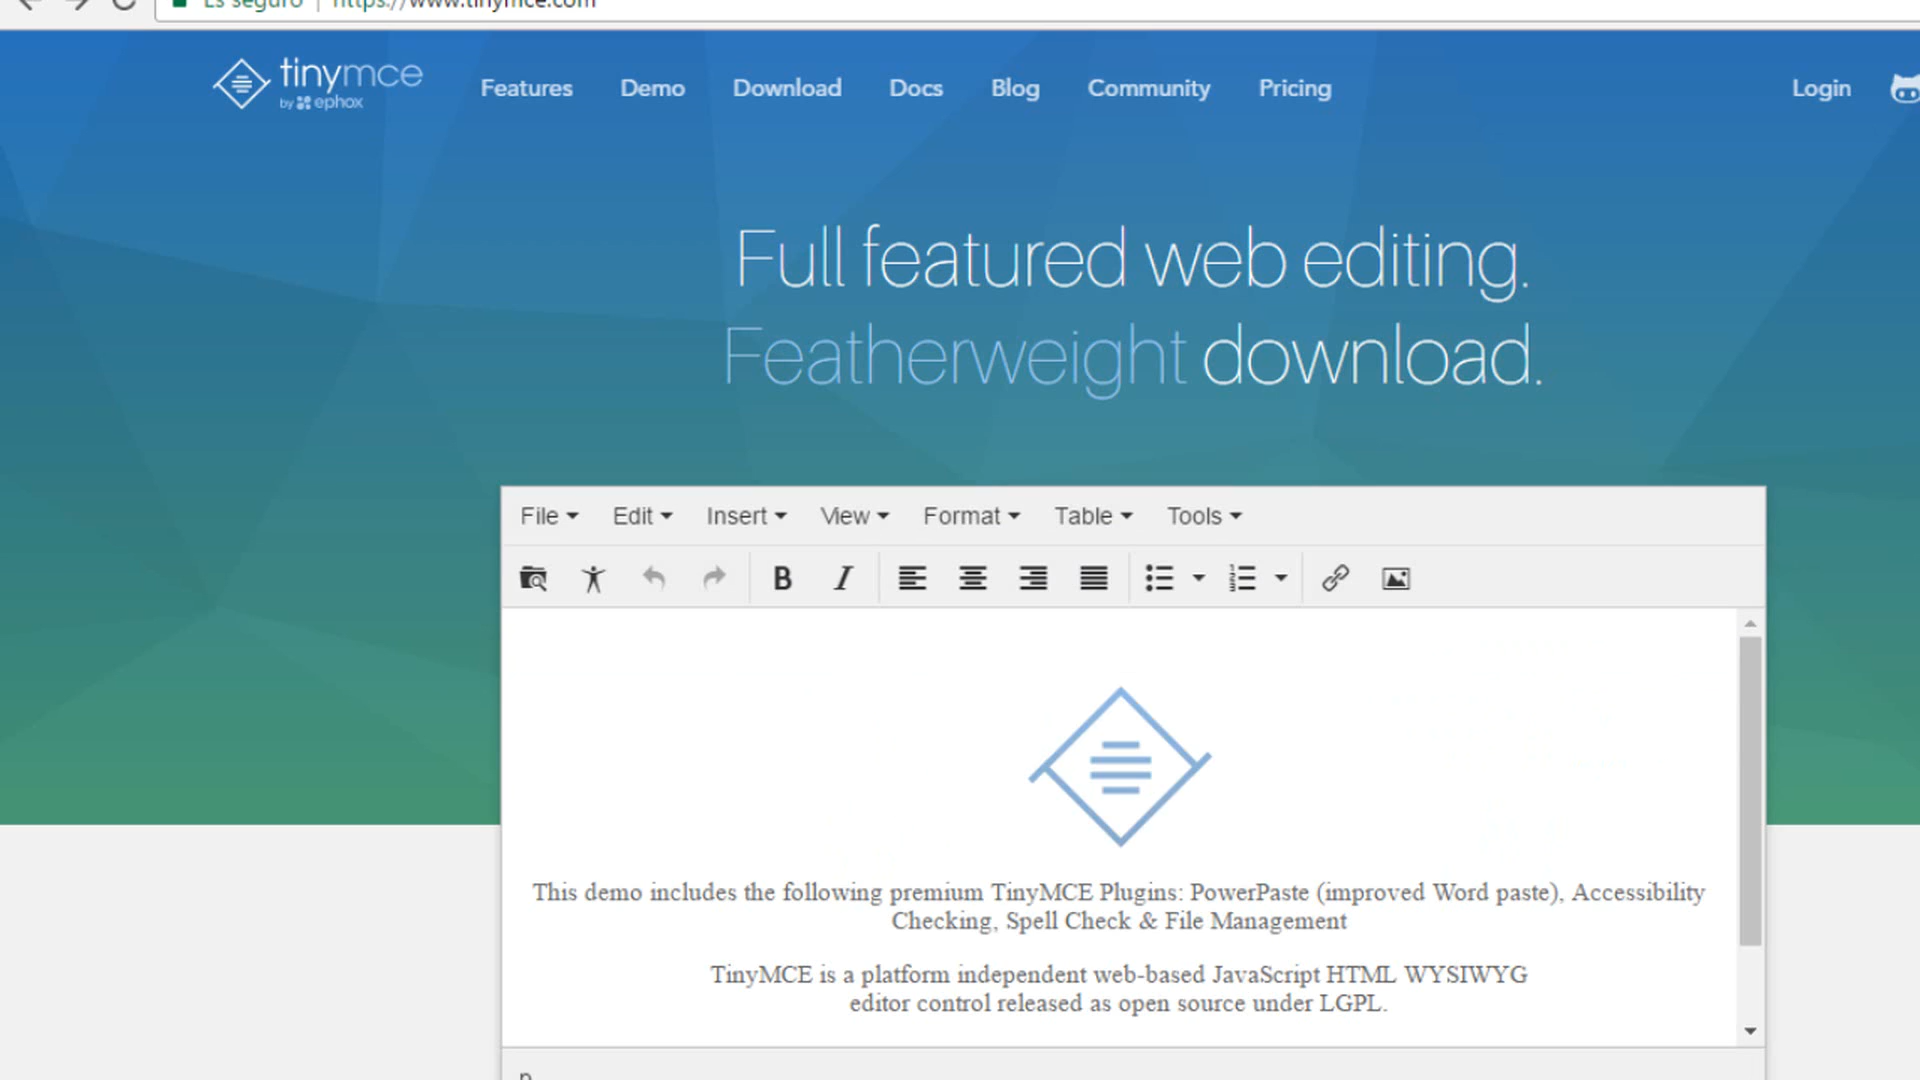 Es seguro | https://www.tinymce.com
tinymce
by ephox
Features Demo Download Docs Blog Community Pricing Login
Full featured web editing.
Featherweight download.
File Edit Insert View Format Table Tools
B I
This demo includes the following premium TinyMCE Plugins: PowerPaste (improved Word paste), Accessibility
Checking, Spell Check & File Management
TinyMCE is a platform independent web-based JavaScript HTML WYSIWYG
editor control released as open source under LGPL.